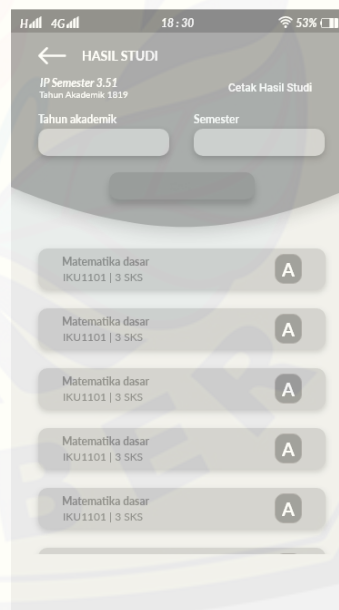 H 4G 18 : 30 53%
HASIL STUDI
IP Semester 3.51
Tahun Akademik 1819
Cetak Hasil Studi
Tahun akademik Semester
Matematika dasar
IKU1101 | 3 SKS
A
Matematika dasar
IKU1101 | 3 SKS
A
Matematika dasar
IKU1101 | 3 SKS
A
Matematika dasar
IKU1101 | 3 SKS
A
Matematika dasar
IKU1101 | 3 SKS
A